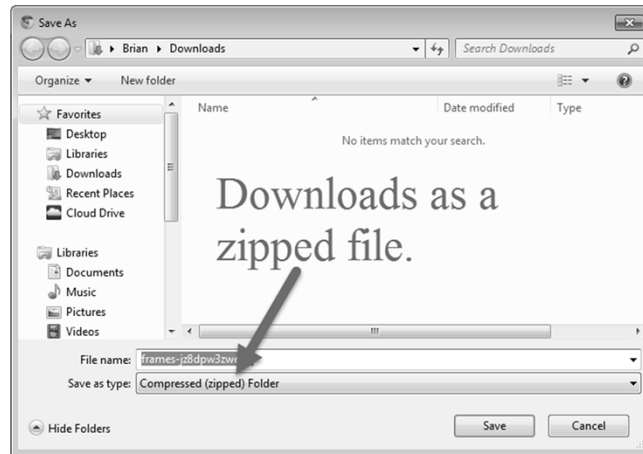 Save As
Brian Downloads Search Downloads
Organize New folder
Name Date modified Type
No items match your search.
Favorites
Desktop
Libraries
Downloads
Recent Places
Cloud Drive
Libraries
Documents
Music
Pictures
Videos
Downloads as a
zipped file.
File name:
Save as type: Compressed (zipped) Folder
Hide Folders Save Cancel